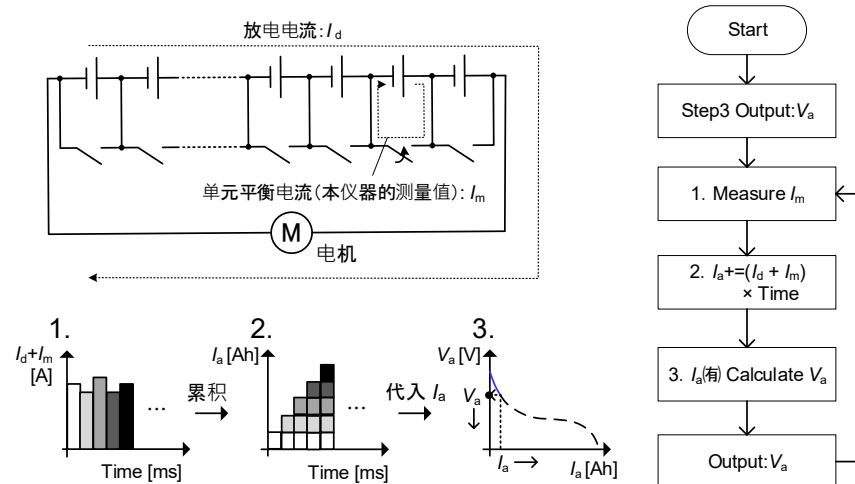 放电电流:Id
单元平衡电流(本仪器的测量值): Im
M
电机
1.
Id+Im
[A]
Time [ms]
...
累积
2.
Ia [Ah]
Time [ms]
...
代入 Ia
3.
Va [V]
Va
Ia
Ia [Ah]
Start
Step3 Output:Va
1. Measure Im
2. Ia+=(Id + Im)
× Time
3. Ia㈲ Calculate Va
Output:Va